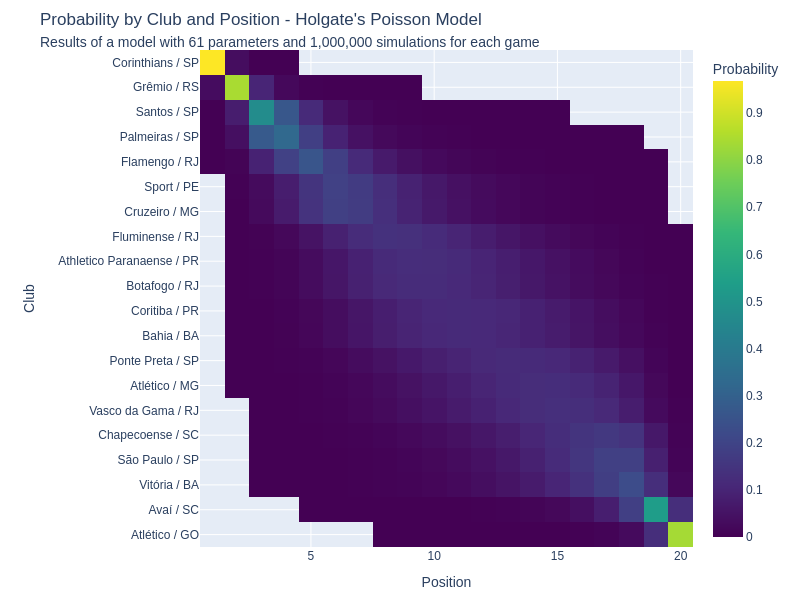 Probability by Club and Position - Holgate's Poisson Model
Results of a model with 61 parameters and 1,000,000 simulations for each game
Probability
Club
Corinthians / SP
Grêmio / RS
Santos / SP
Palmeiras / SP
Flamengo / RJ
Sport / PE
Cruzeiro / MG
Fluminense / RJ
Athletico Paranaense / PR
Botafogo / RJ
Coritiba / PR
Bahia / BA
Ponte Preta / SP
Atlético / MG
Vasco da Gama / RJ
Chapecoense / SC
São Paulo / SP
Vitória / BA
Avaí / SC
Atlético / GO
0.9
0.8
0.7
0.6
0.5
0.4
0.3
0.2
0.1
0
5 10 15 20
Position